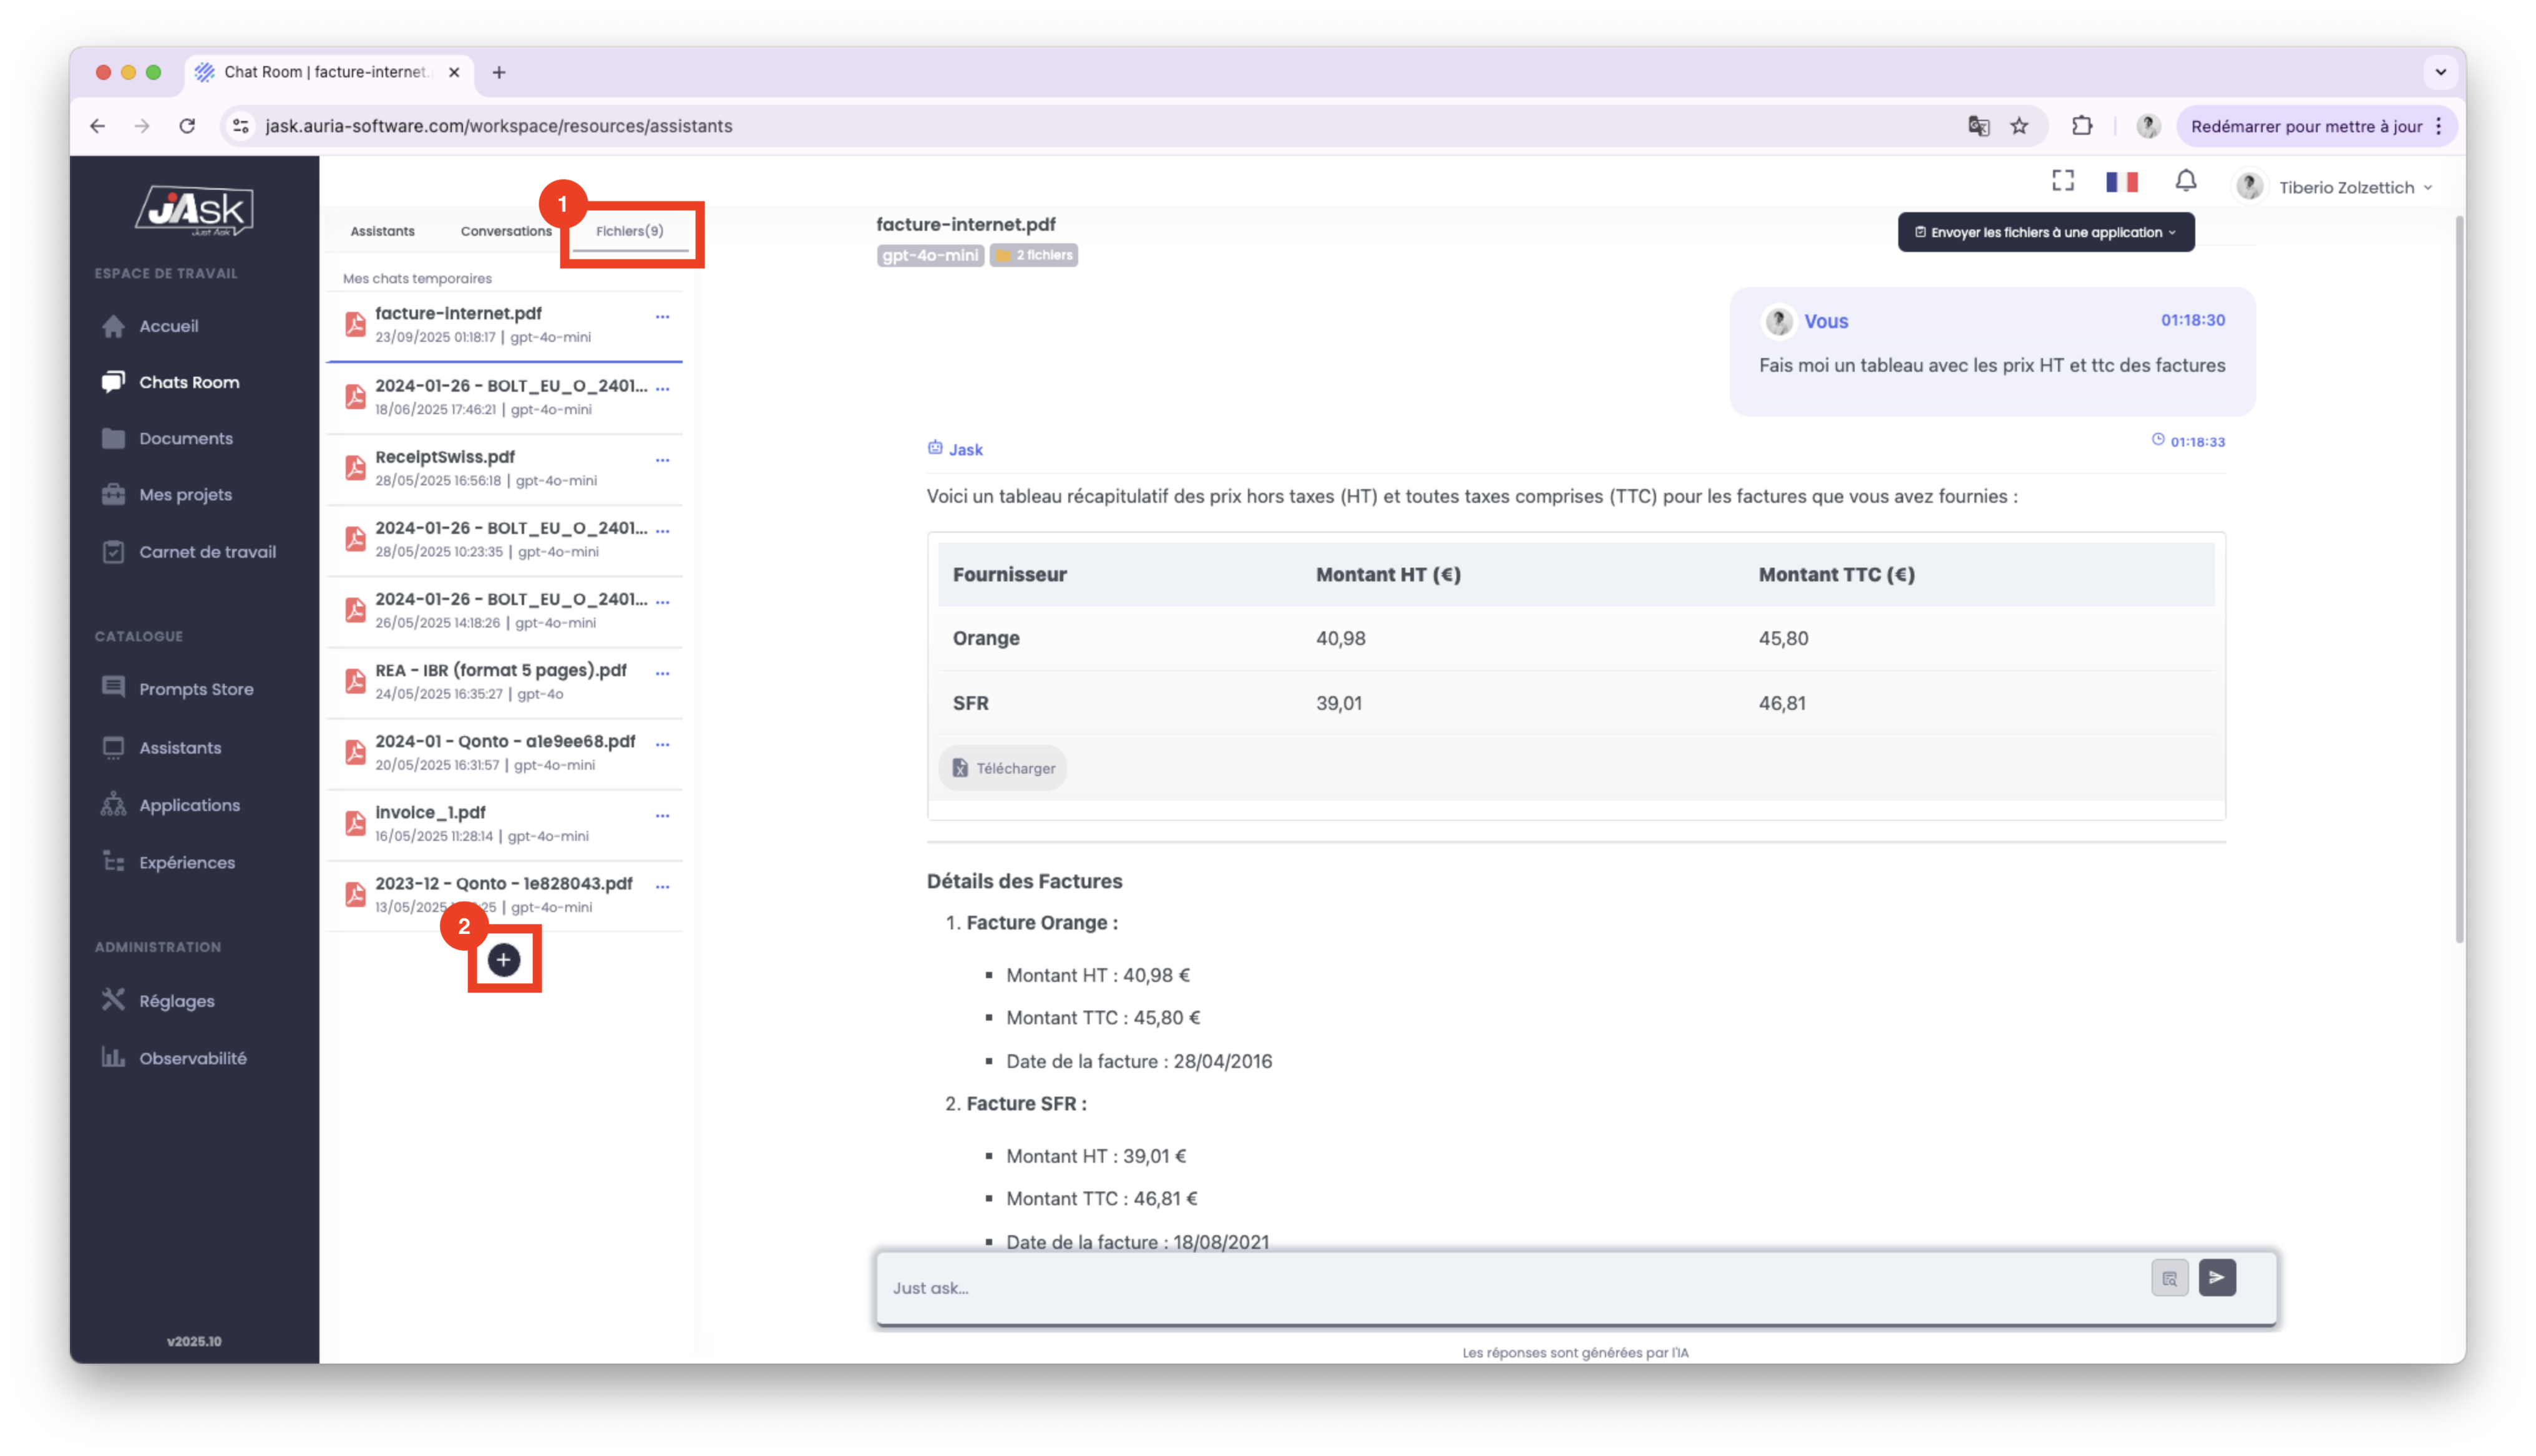 Chat Room | facture-internet.
jask.auria-software.com/workspace/resources/assistants
Redémarrer pour mettre à jour
jAsk
Just Ask
ESPACE DE TRAVAIL
Accueil
Chats Room
Documents
Mes projets
Carnet de travail
CATALOGUE
Prompts Store
Assistants
Applications
Expériences
ADMINISTRATION
Réglages
Observabilité
v2025.10
1
Assistants
Conversations
Fichiers(9)
Mes chats temporaires
facture-internet.pdf
23/09/2025 01:18:17 | gpt-4o-mini
2024-01-26 - BOLT_EU_O_2401...
18/06/2025 17:46:21 | gpt-4o-mini
ReceiptSwiss.pdf
28/05/2025 16:56:18 | gpt-4o-mini
2024-01-26 - BOLT_EU_O_2401...
28/05/2025 10:23:35 | gpt-4o-mini
2024-01-26 - BOLT_EU_O_2401...
26/05/2025 14:18:26 | gpt-4o-mini
REA - IBR (format 5 pages).pdf
24/05/2025 16:35:27 | gpt-4o
2024-01 - Qonto - a1e9ee68.pdf
20/05/2025 16:31:57 | gpt-4o-mini
invoice_1.pdf
16/05/2025 11:28:14 | gpt-4o-mini
2023-12 - Qonto - 1e828043.pdf
13/05/2025 25 | gpt-4o-mini
2
Tiberio Zolzettich
facture-internet.pdf
gpt-4o-mini 2 fichiers
Envoyer les fichiers à une application
Vous 01:18:30
Fais moi un tableau avec les prix HT et ttc des factures
Jask 01:18:33
Voici un tableau récapitulatif des prix hors taxes (HT) et toutes taxes comprises (TTC) pour les factures que vous avez fournies :
Fournisseur Montant HT (€) Montant TTC (€)
Orange 40,98 45,80
SFR 39,01 46,81
Télécharger
Détails des Factures
1. Facture Orange :
▪ Montant HT : 40,98 €
▪ Montant TTC : 45,80 €
▪ Date de la facture : 28/04/2016
2. Facture SFR :
▪ Montant HT : 39,01 €
▪ Montant TTC : 46,81 €
▪ Date de la facture : 18/08/2021
Just ask...
Les réponses sont générées par l'IA